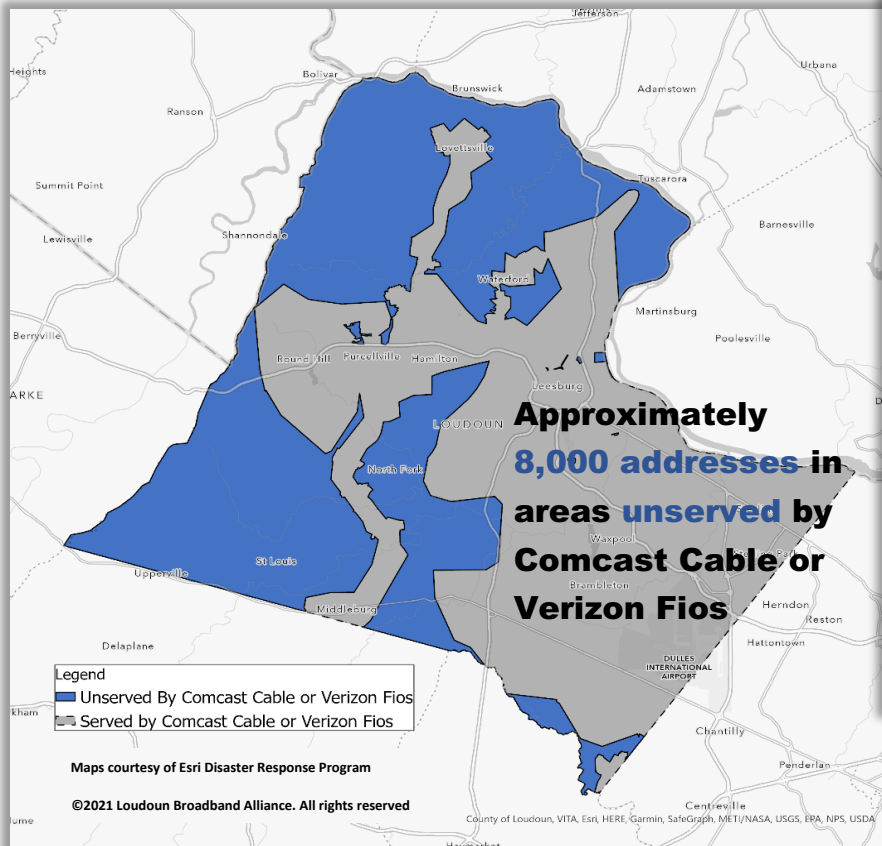 Jefferson
Heights
Bolivar
Urbana
Brunswick
Adamstown
Ranson
Lovettsville
Summit Point
Tuscarora
Barnesville
Lewisville
Shannondale
Waterford
Martinsburg
Berryville
Poolesville
Round Hill
Purcellville
Hamilton
Leesburg
ARKE
LOUDOUN
Approximately
8,000 addresses in
areas unserved by
Comcast Cable or
Verizon Fios
North Fork
Waxpool
St Louis
Upperville
Brambleton
Middleburg
Herndon
Reston
Hattontown
Delaplane
DULLES
INTERNATIONAL
AIRPORT
Legend
Unserved By Comcast Cable or Verizon Fios
Served by Comcast Cable or Verizon Fios
kham
Chantilly
Maps courtesy of Esri Disaster Response Program
Penderlan
©2021 Loudoun Broadband Alliance. All rights reserved
Centreville
lume
County of Loudoun, VITA, Esri, HERE, Garmin, SafeGraph, METI/NASA, USGS, EPA, NPS, USDA